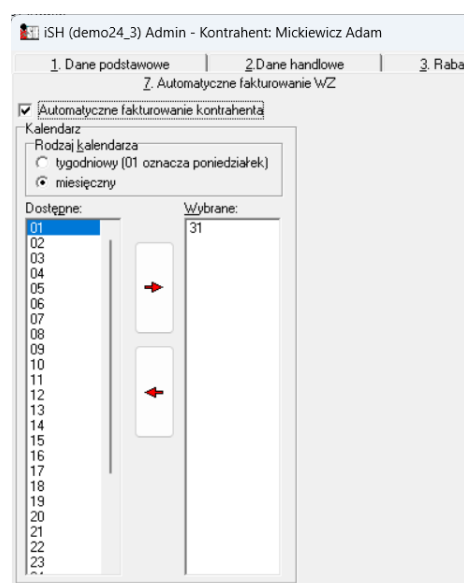 iSH (demo24_3) Admin - Kontrahent: Mickiewicz Adam
1. Dane podstawowe 2.Dane handlowe 3. Raba
7. Automatyczne fakturowanie WZ
Automatyczne fakturowanie kontrahenta
Kalendarz
Rodzaj kalendarza
tygodniowy (01 oznacza poniedziałek)
miesięczny
Dostępne: Wybrane:
01 31
02
03
04
05
06
07
08
09
10
11
12
13
14
15
16
17
18
19
20
21
22
23